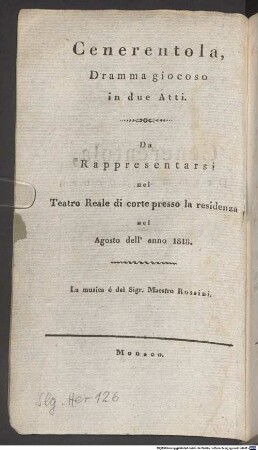 Cenerentola,
Dramma giocoso
in due Atti.
Da
Rappresentarsi
nel
Teatro Reale di corte presso la residenza
nel
Agosto dell' anno 1818.
La musica é del Sigr. Maestro Rossini.
Monaco.
Slg. Her 126